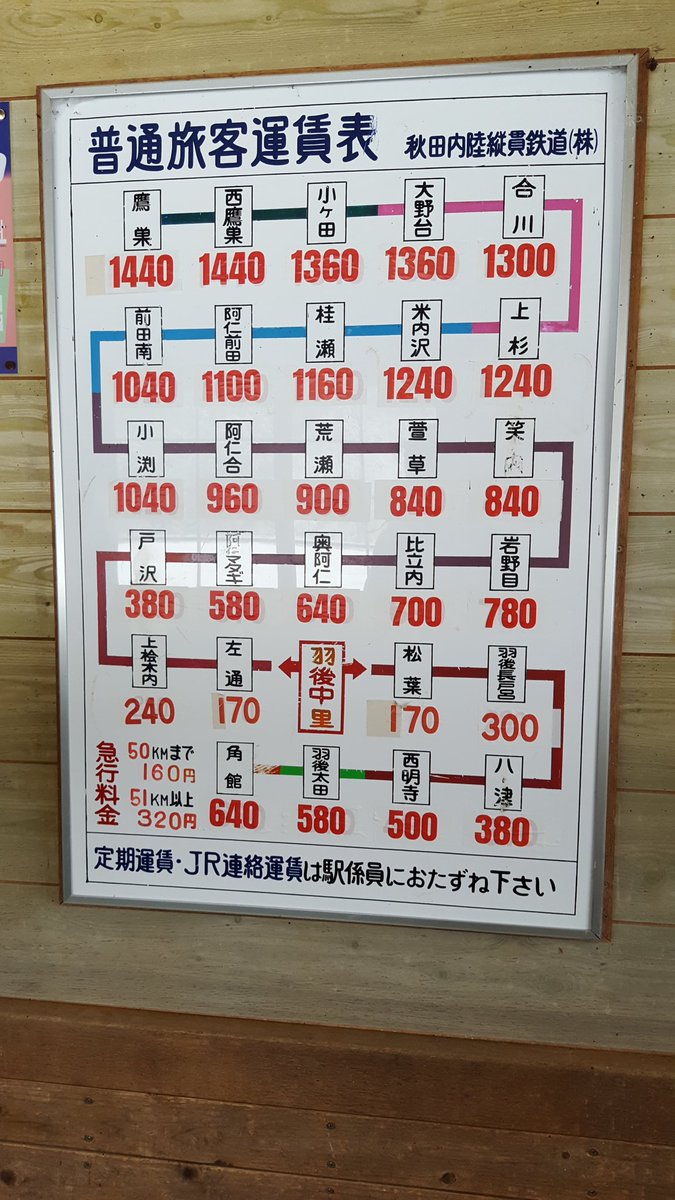 普通旅客運賃表 秋田内陸縦貫鉄道(株)
鷹巣 西鷹巣 小ヶ田 大野台 合川
1440 1440 1360 1360 1300
前田南 阿仁前田 桂瀬 米内沢 上杉
1040 1100 1160 1240 1240
小渕 阿仁合 荒瀬 萱草 笑内
1040 960 900 840 840
戸沢 阿仁マタギ 奥阿仁 比立内 岩野目
380 580 640 700 780
上桧木内 左通 羽後中里 松葉 羽後長戸呂
240 170 170 300
急行料金 50KMまで 160円 51KM以上 320円
角館 羽後太田 西明寺 八津
640 580 500 380
定期運賃・JR連絡運賃は駅係員におたずね下さい